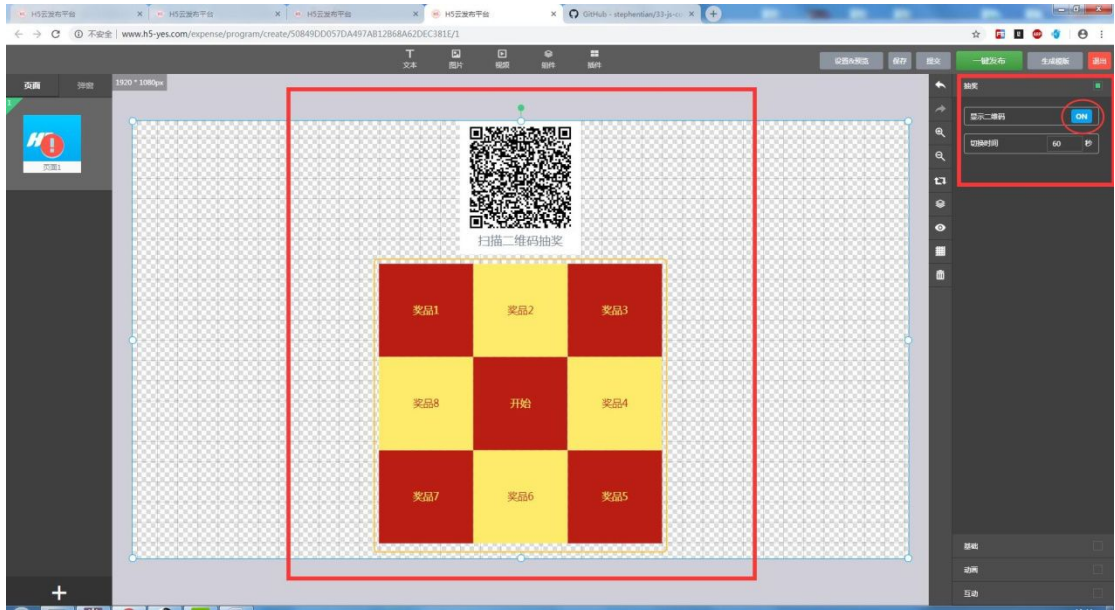 H5云发布平台
H5云发布平台
H5云发布平台
H5云发布平台
GitHub - stephentian/33-js-co
不安全 | www.h5-yes.com/expense/program/create/S0849DD057DA497AB12B68A62DEC381E/1
文本
图片
视频
组件
插件
保存
提交
一键发布
生成模版
退出
页面
弹窗
1920 * 1080px
1
页面1
扫描二维码抽奖
奖品1
奖品2
奖品3
奖品8
开始
奖品4
奖品7
奖品6
奖品5
抽奖
显示二维码
ON
切换时间
60
秒
基础
动画
互动